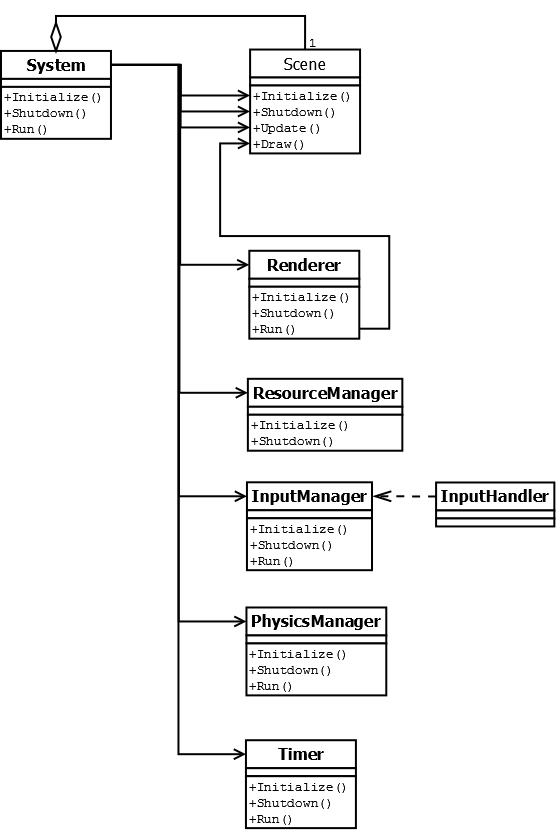 1
System
+Initialize()
+Shutdown()
+Run()
Scene
+Initialize()
+Shutdown()
+Update()
+Draw()
Renderer
+Initialize()
+Shutdown()
+Run()
ResourceManager
+Initialize()
+Shutdown()
InputManager
+Initialize()
+Shutdown()
+Run()
InputHandler
PhysicsManager
+Initialize()
+Shutdown()
+Run()
Timer
+Initialize()
+Shutdown()
+Run()